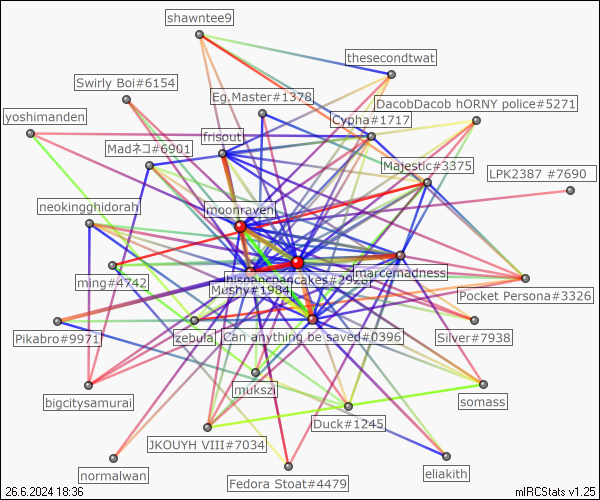 shawntee9
thesecondtwat
Swirly Boi#6154
Eg.Master#1378
DacobDacob hORNY police#5271
yoshimanden
Cypha#1717
frisout
Madネコ#6901
Majestic#3375
LPK2387 #7690
neokingghidorah
moonraven
hispancpancakes#2928
marcemadness
ming#4742
Mushy#1984
Pocket Persona#3326
Pikabro#9971
zebula
Can anything be saved#0396
Silver#7938
mukszi
bigcitysamurai
somass
Duck#1245
JKOUYH VIII#7034
normalwan
eliakith
Fedora Stoat#4479
26.6.2024 18:36
mIRCStats v1.25